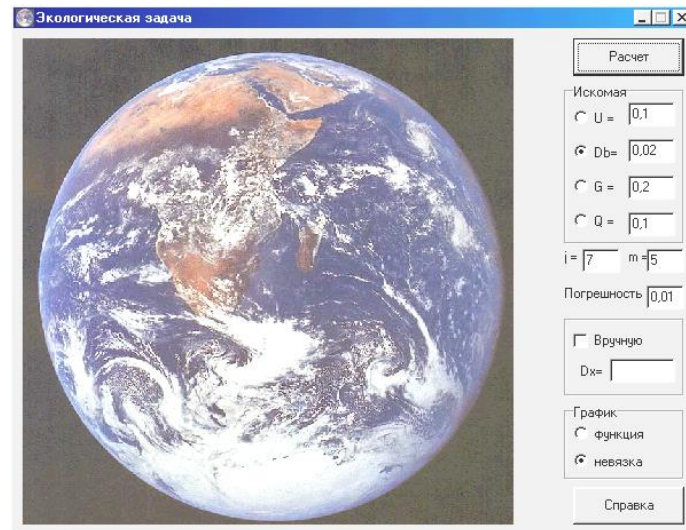 Экологическая задача
Расчет
Искомая
U = 0,1
Db= 0,02
G = 0,2
Q = 0,1
i = 7 m = 5
Погрешность 0,01
Вручную
Dx=
График
функция
невязка
Справка